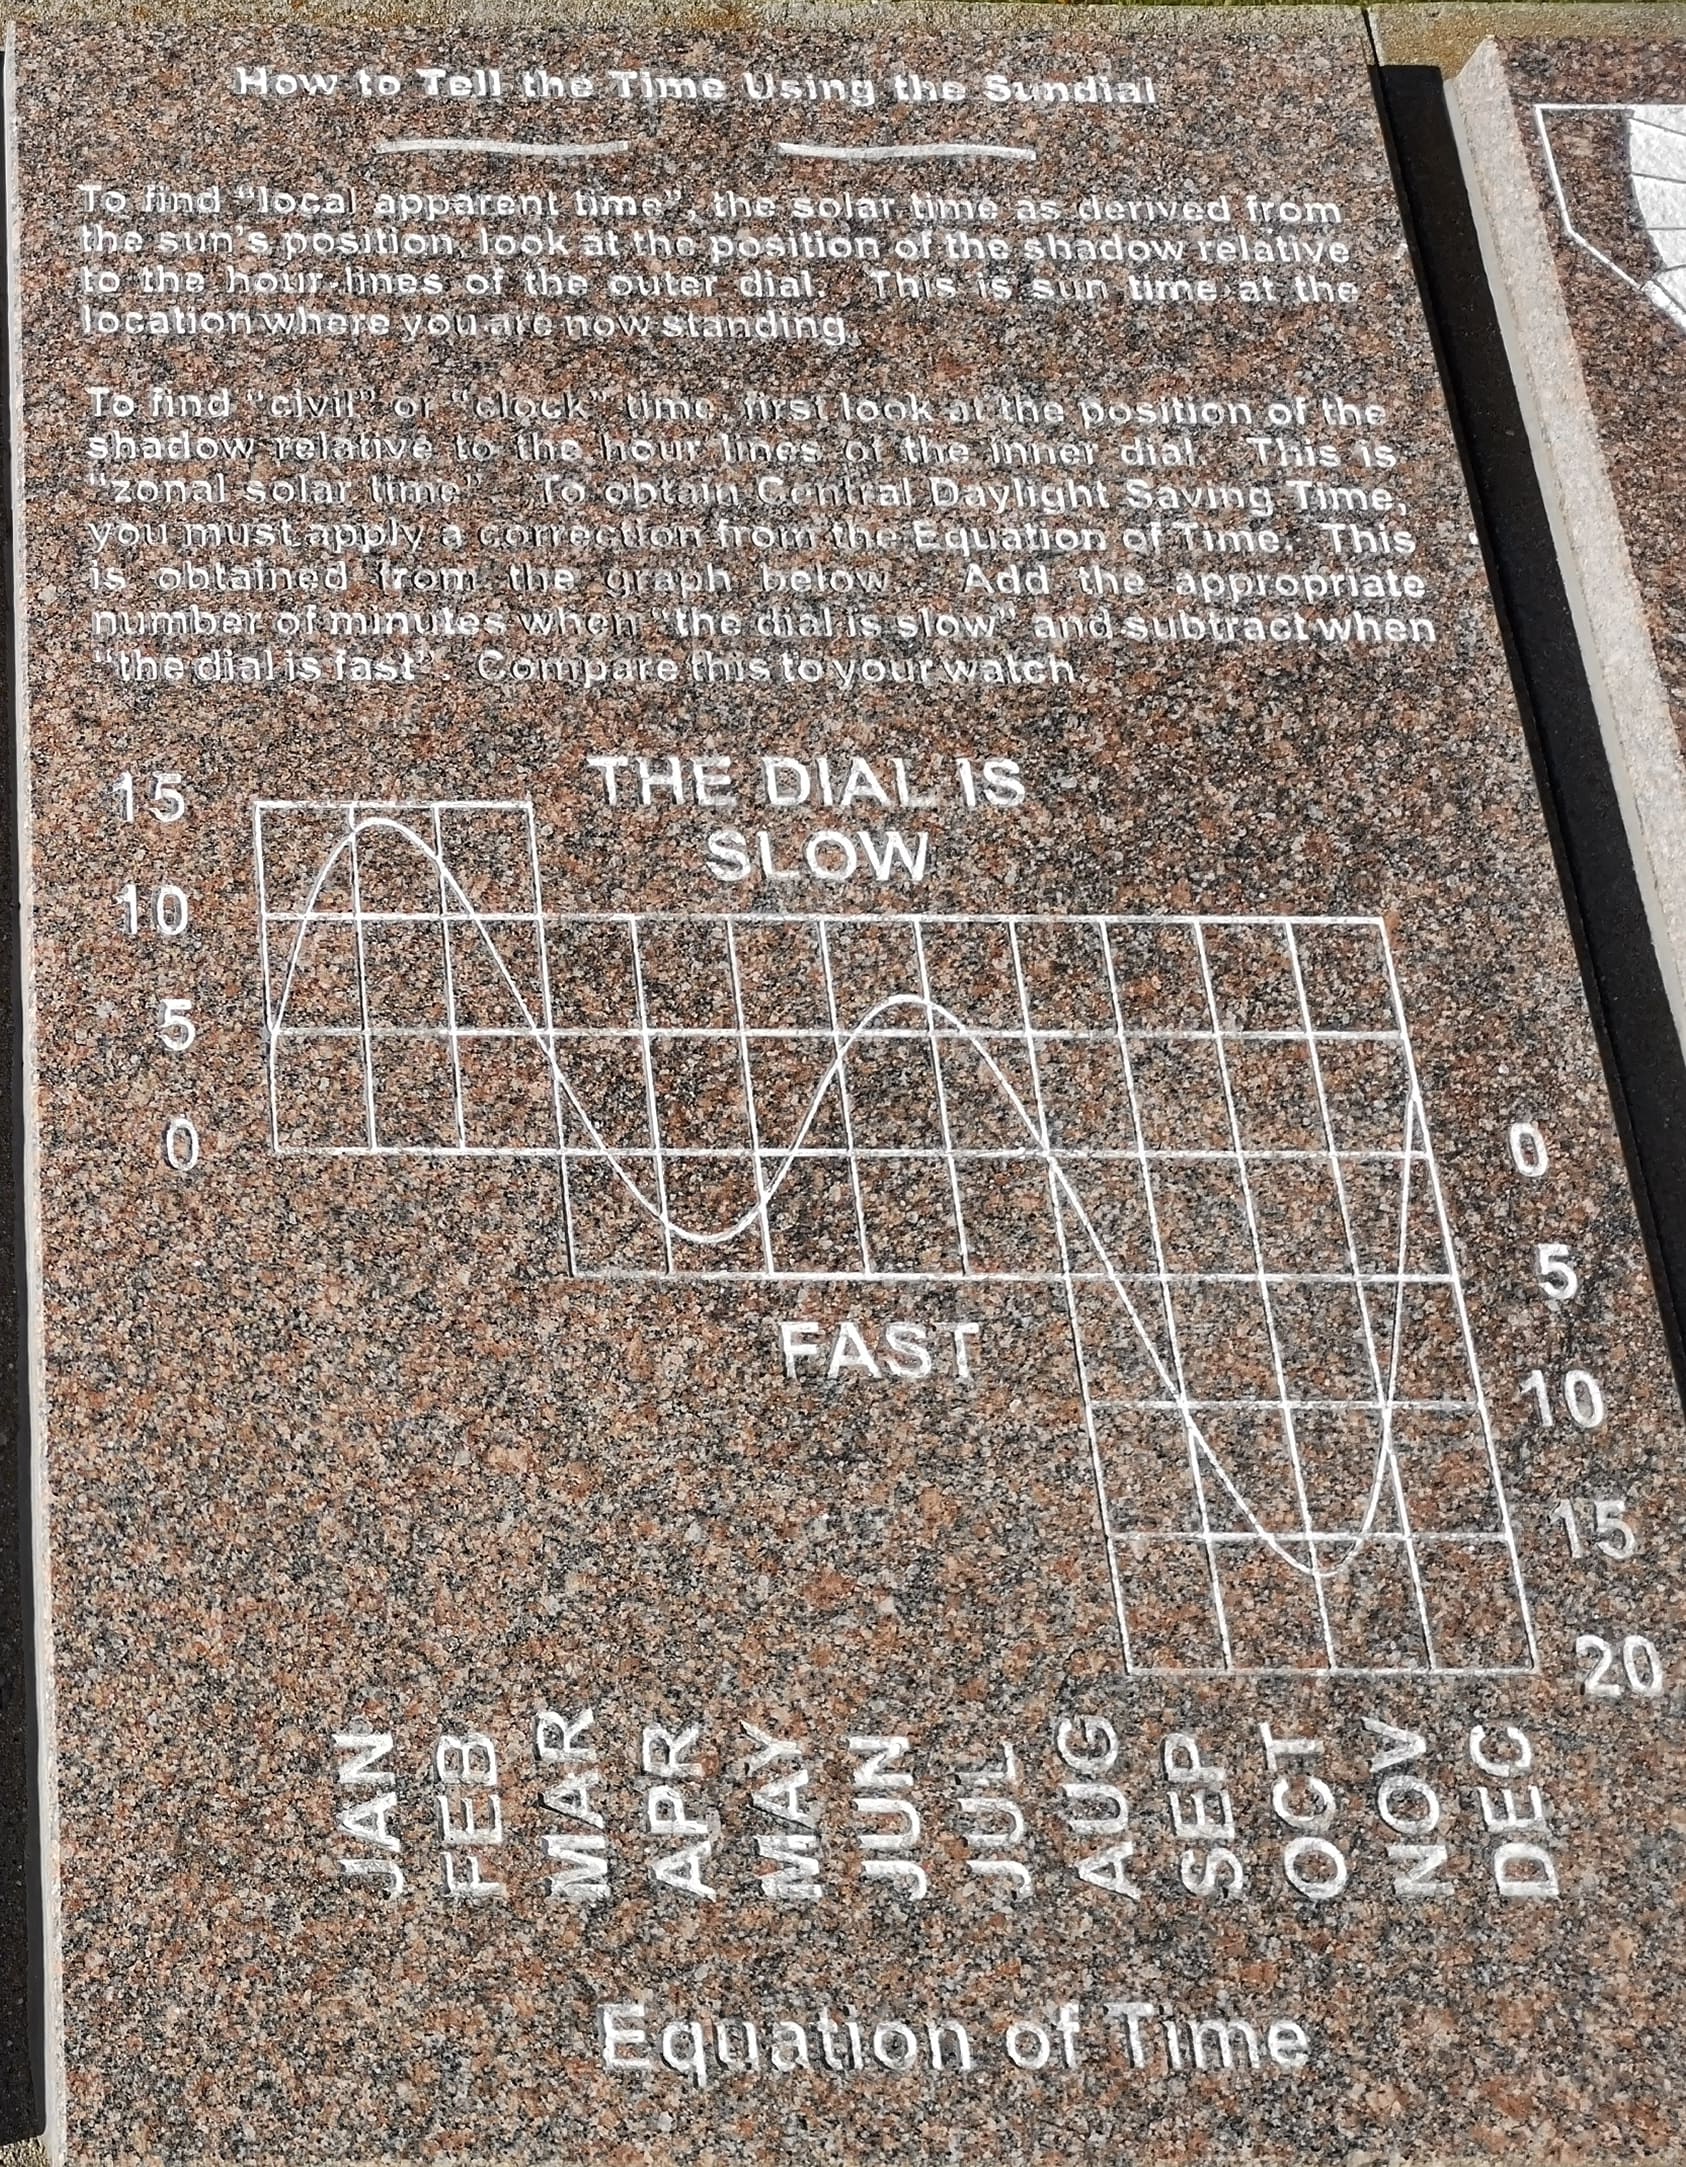 How to Tell the Time Using the Sundial
To find “local apparent time”, the solar time as derived from
the sun’s position, look at the position of the shadow relative
to the hour lines of the outer dial. This is sun time at the
location where you are now standing.
To find “civil” or “clock” time, first look at the position of the
shadow relative to the hour lines of the inner dial. This is
“zonal solar time”. To obtain Central Daylight Saving Time,
you must apply a correction from the Equation of Time. This
is obtained from the graph below. Add the appropriate
number of minutes when “the dial is slow” and subtract when
“the dial is fast”. Compare this to your watch.
THE DIAL IS
SLOW
15
10
5
0
FAST
0
5
10
15
20
JAN
FEB
MAR
APR
MAY
JUN
JUL
AUG
SEP
OCT
NOV
DEC
Equation of Time